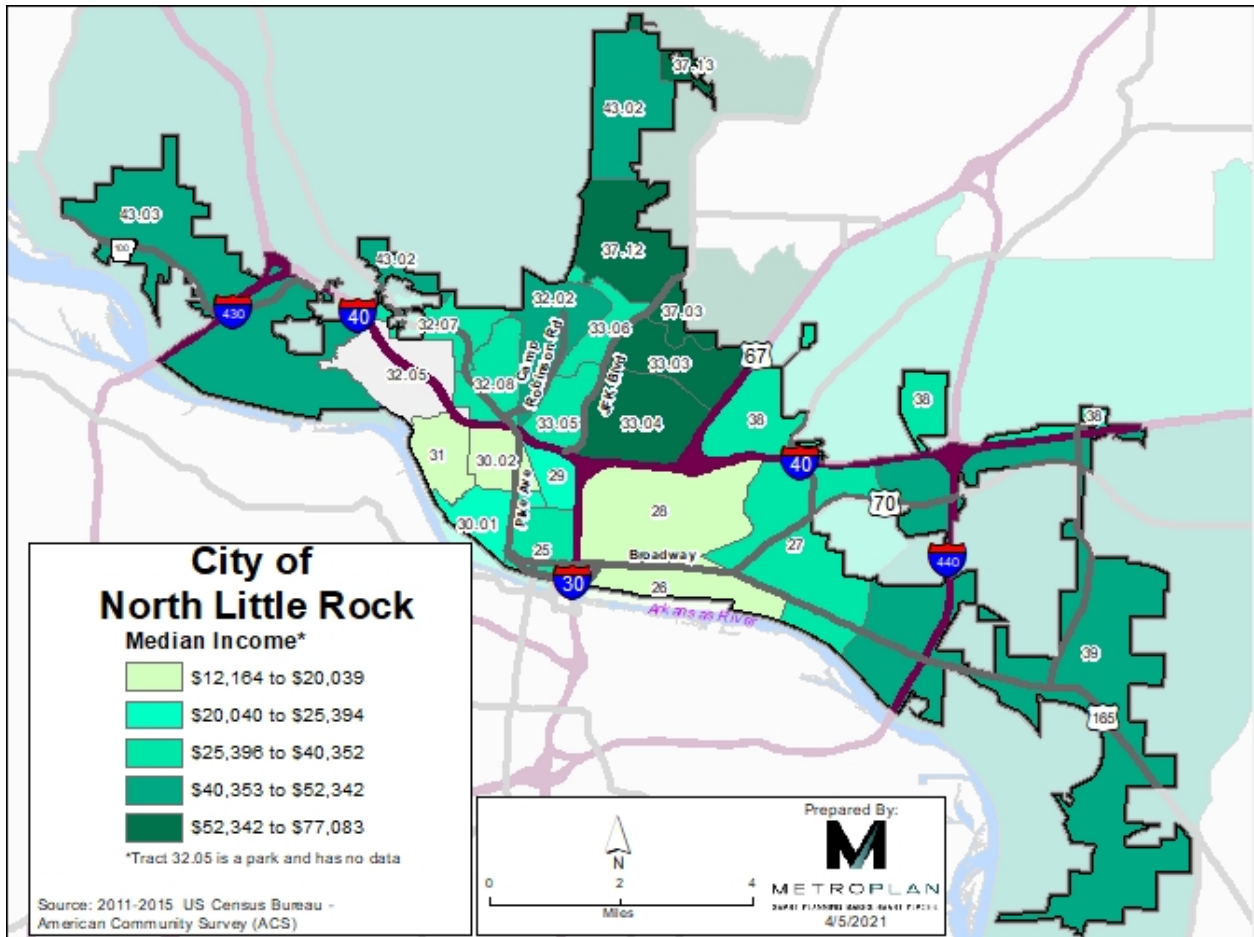 37.13
43.02
43.03
100
37.12
43.02
430
40
32.07
32.02
33.06
37.03
Camp
Robinson Rd
JFK Blvd
67
32.05
32.08
33.03
33.05
33.04
38
38
38
31
30.02
29
40
Pike Ave
28
70
30.01
25
Broadway
27
440
30
26
Arkansas River
39
165
City of
North Little Rock
Median Income*
$12,164 to $20,039
$20,040 to $25,394
$25,396 to $40,352
$40,353 to $52,342
$52,342 to $77,083
*Tract 32.05 is a park and has no data
Source: 2011-2015 US Census Bureau -
American Community Survey (ACS)
N
0 2 4
Miles
Prepared By:
M
METROPLAN
SMART PLANNING MAKES SMART PLACES
4/5/2021